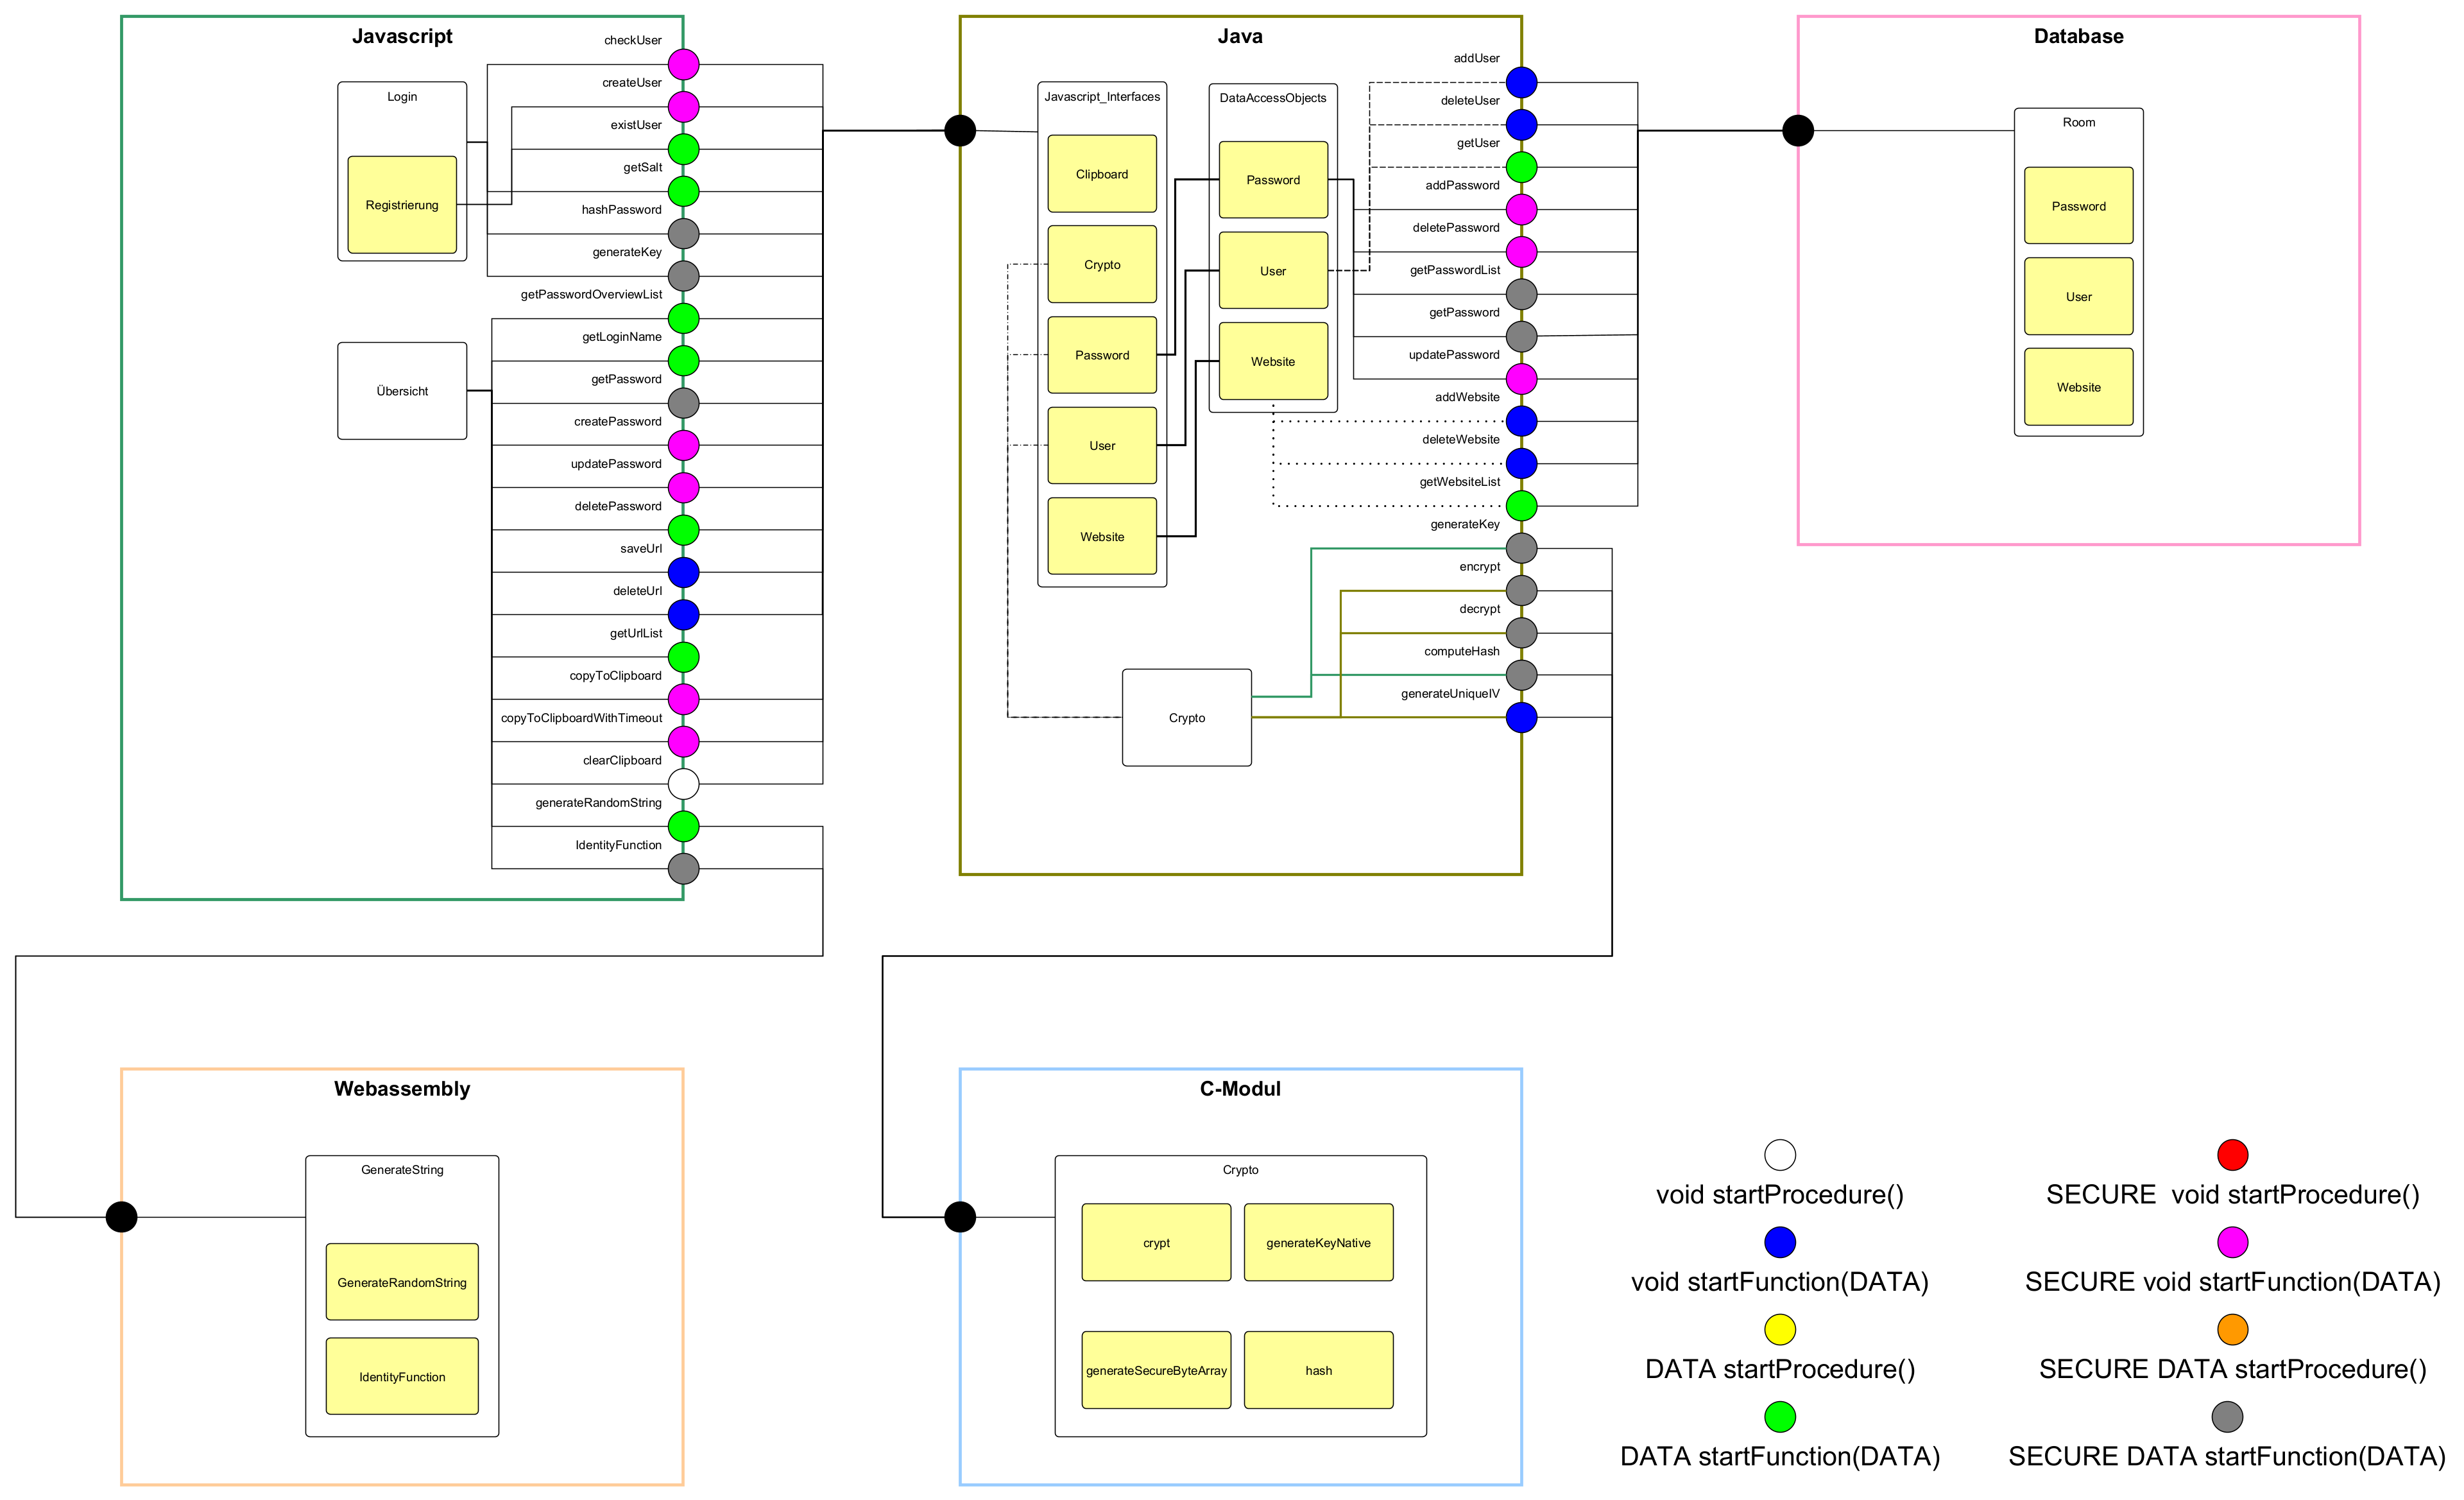 Javascript
checkUser
createUser
existUser
getSalt
hashPassword
generateKey
getPasswordOverviewList
getLoginName
getPassword
createPassword
updatePassword
deletePassword
saveUrl
deleteUrl
getUrlList
copyToClipboard
copyToClipboardWithTimeout
clearClipboard
generateRandomString
IdentityFunction
Login
Registrierung
Übersicht
Java
Javascript_Interfaces
Clipboard
Crypto
Password
User
Website
DataAccessObjects
Password
User
Website
Crypto
addUser
deleteUser
getUser
addPassword
deletePassword
getPasswordList
getPassword
updatePassword
addWebsite
deleteWebsite
getWebsiteList
generateKey
encrypt
decrypt
computeHash
generateUniqueIV
Database
Room
Password
User
Website
Webassembly
GenerateString
GenerateRandomString
IdentityFunction
C-Modul
Crypto
crypt
generateKeyNative
generateSecureByteArray
hash
void startProcedure()
void startFunction(DATA)
DATA startProcedure()
DATA startFunction(DATA)
SECURE  void startProcedure()
SECURE void startFunction(DATA)
SECURE DATA startProcedure()
SECURE DATA startFunction(DATA)